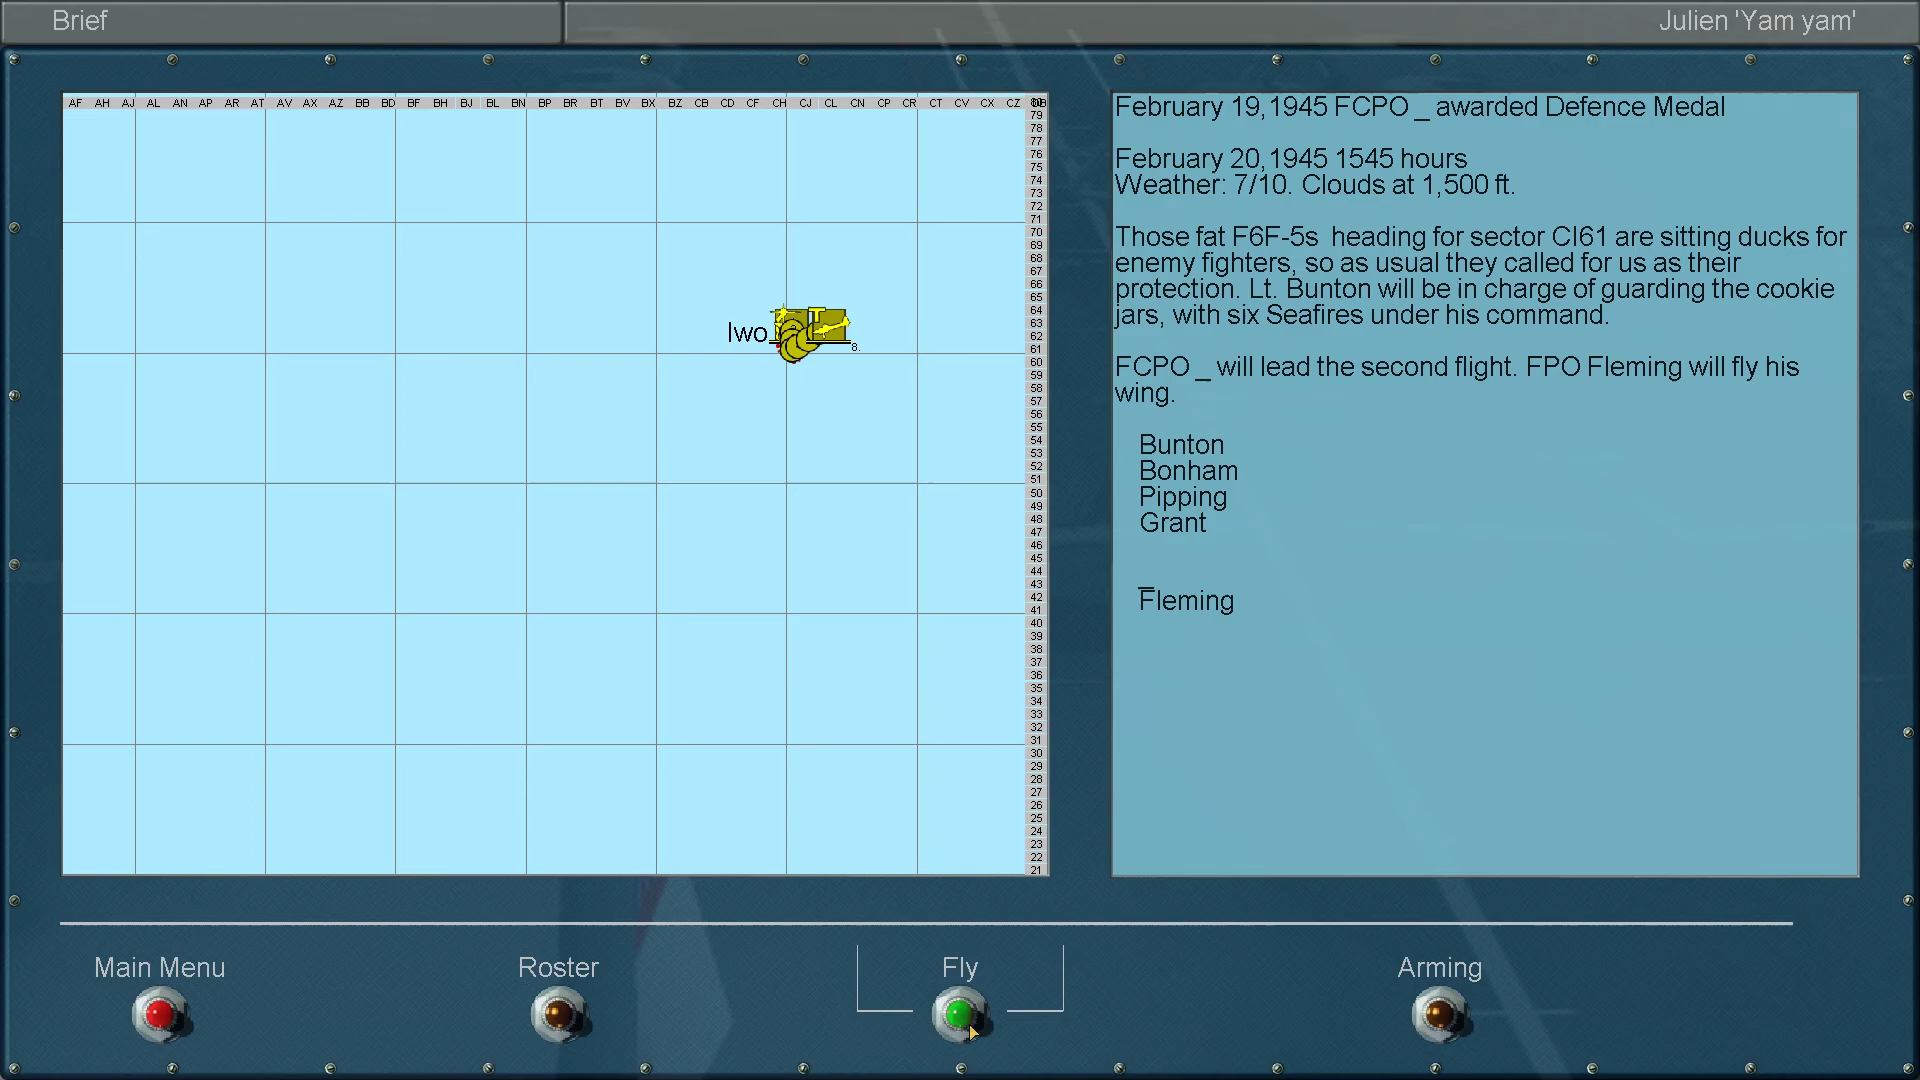 Brief
Julien 'Yam yam'
AF AH AJ AL AN AP AR AT AV AX AZ BB BD BF BH BJ BL BN BP BR BT BV BX BZ CB CD CF CH CJ CL CN CP CR CT CV CX CZ
79
78
77
76
75
74
73
72
71
70
69
68
67
66
65
64
63
62
61
60
59
58
57
56
55
54
53
52
51
50
49
48
47
46
45
44
43
42
41
40
39
38
37
36
35
34
33
32
31
30
29
28
27
26
25
24
23
22
21
Iwo
T
8.
February 19,1945 FCPO _ awarded Defence Medal
February 20,1945 1545 hours
Weather: 7/10. Clouds at 1,500 ft.
Those fat F6F-5s heading for sector CI61 are sitting ducks for
enemy fighters, so as usual they called for us as their
protection. Lt. Bunton will be in charge of guarding the cookie
jars, with six Seafires under his command.
FCPO _ will lead the second flight. FPO Fleming will fly his
wing.
Bunton
Bonham
Pipping
Grant
_
Fleming
Main Menu
Roster
Fly
Arming